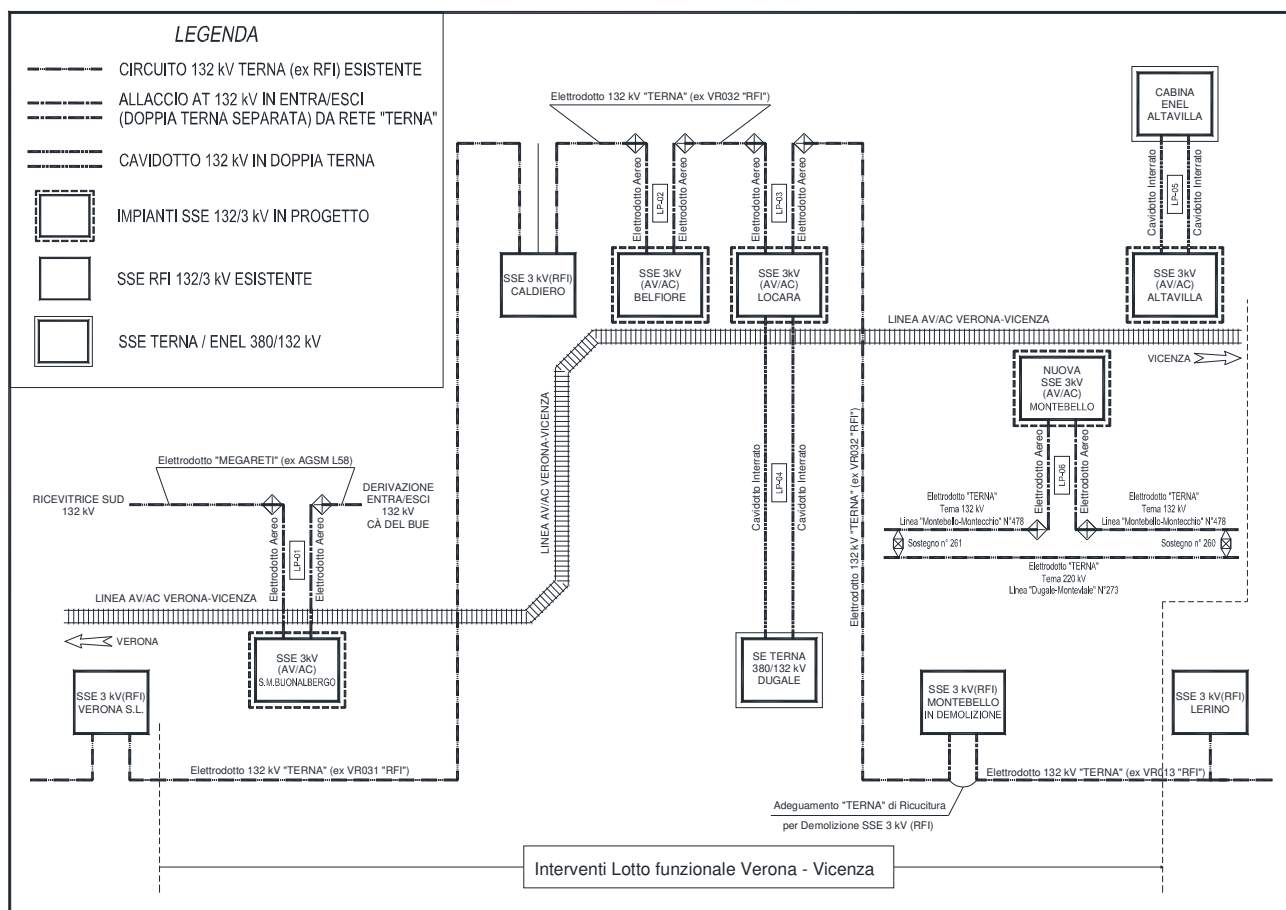 LEGENDA
CIRCUITO 132 kV TERNA (ex RFI) ESISTENTE
ALLACCIO AT 132 kV IN ENTRA/ESCI
(DOPPIA TERNA SEPARATA) DA RETE "TERNA"
CAVIDOTTO 132 kV IN DOPPIA TERNA
IMPIANTI SSE 132/3 kV IN PROGETTO
SSE RFI 132/3 kV ESISTENTE
SSE TERNA / ENEL 380/132 kV
Elettrodotto 132 kV "TERNA" (ex VR032 "RFI")
Elettrodotto Aereo
LP-02
Elettrodotto Aereo
Elettrodotto Aereo
LP-03
Elettrodotto Aereo
CABINA
ENEL
ALTAVILLA
Cavidotto Interrato
LP-05
Cavidotto Interrato
SSE 3 kV(RFI)
CALDIERO
SSE 3kV
(AV/AC)
BELFIORE
SSE 3kV
(AV/AC)
LOCARA
SSE 3kV
(AV/AC)
ALTAVILLA
LINEA AV/AC VERONA-VICENZA
VICENZA
NUOVA
SSE 3kV
(AV/AC)
MONTEBELLO
LINEA AV/AC VERONA-VICENZA
Elettrodotto "MEGARETI" (ex AGSM L58)
RICEVITRICE SUD
132 kV
DERIVAZIONE
ENTRA/ESCI
132 kV
CÀ DEL BUE
Elettrodotto Aereo
LP-01
Elettrodotto Aereo
Cavidotto Interrato
LP-04
Cavidotto Interrato
Elettrodotto 132 kV "TERNA" (ex VR032 "RFI")
Elettrodotto Aereo
LP-06
Elettrodotto Aereo
Elettrodotto "TERNA"
Terna 132 kV
Linea "Montebello-Montecchio" N°478
Elettrodotto "TERNA"
Terna 132 kV
Linea "Montebello-Montecchio" N°478
Sostegno n° 261
Sostegno n° 260
Elettrodotto "TERNA"
Terna 220 kV
Linea "Dugale-Monteviale" N°273
LINEA AV/AC VERONA-VICENZA
VERONA
SSE 3kV
(AV/AC)
S.M.BUONALBERGO
SE TERNA
380/132 kV
DUGALE
SSE 3 kV(RFI)
VERONA S.L.
SSE 3 kV(RFI)
MONTEBELLO
IN DEMOLIZIONE
SSE 3 kV(RFI)
LERINO
Elettrodotto 132 kV "TERNA" (ex VR031 "RFI")
Elettrodotto 132 kV "TERNA" (ex VR013 "RFI")
Adeguamento "TERNA" di Ricucitura
per Demolizione SSE 3 kV (RFI)
Interventi Lotto funzionale Verona - Vicenza